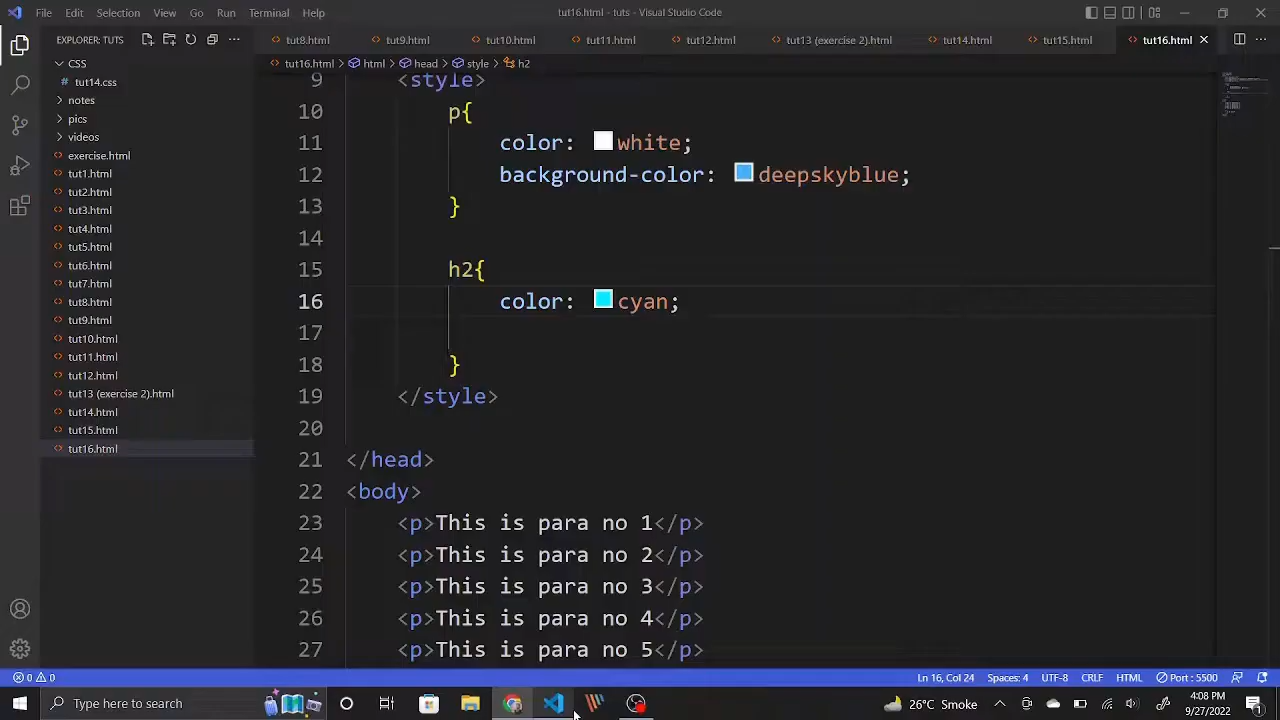 File Edit Selection View Go Run Terminal Help tut16.html - tuts - Visual Studio Code
EXPLORER: TUTS
tut8.html tut9.html tut10.html tut11.html tut12.html tut13 (exercise 2).html tut14.html tut15.html tut16.html
tut16.html > html > head > style > h2
CSS
tut14.css
notes
pics
videos
exercise.html
tut1.html
tut2.html
tut3.html
tut4.html
tut5.html
tut6.html
tut7.html
tut8.html
tut9.html
tut10.html
tut11.html
tut12.html
tut13 (exercise 2).html
tut14.html
tut15.html
tut16.html
9 <style>
10 p{
11 color: white;
12 background-color: deepskyblue;
13 }
14
15 h2{
16 color: cyan;
17
18 }
19 </style>
20
21 </head>
22 <body>
23 <p>This is para no 1</p>
24 <p>This is para no 2</p>
25 <p>This is para no 3</p>
26 <p>This is para no 4</p>
27 <p>This is para no 5</p>
0 0 Ln 16, Col 24 Spaces: 4 UTF-8 CRLF HTML Port : 5500
Type here to search 26°C Smoke 4:08 PM
9/27/2022